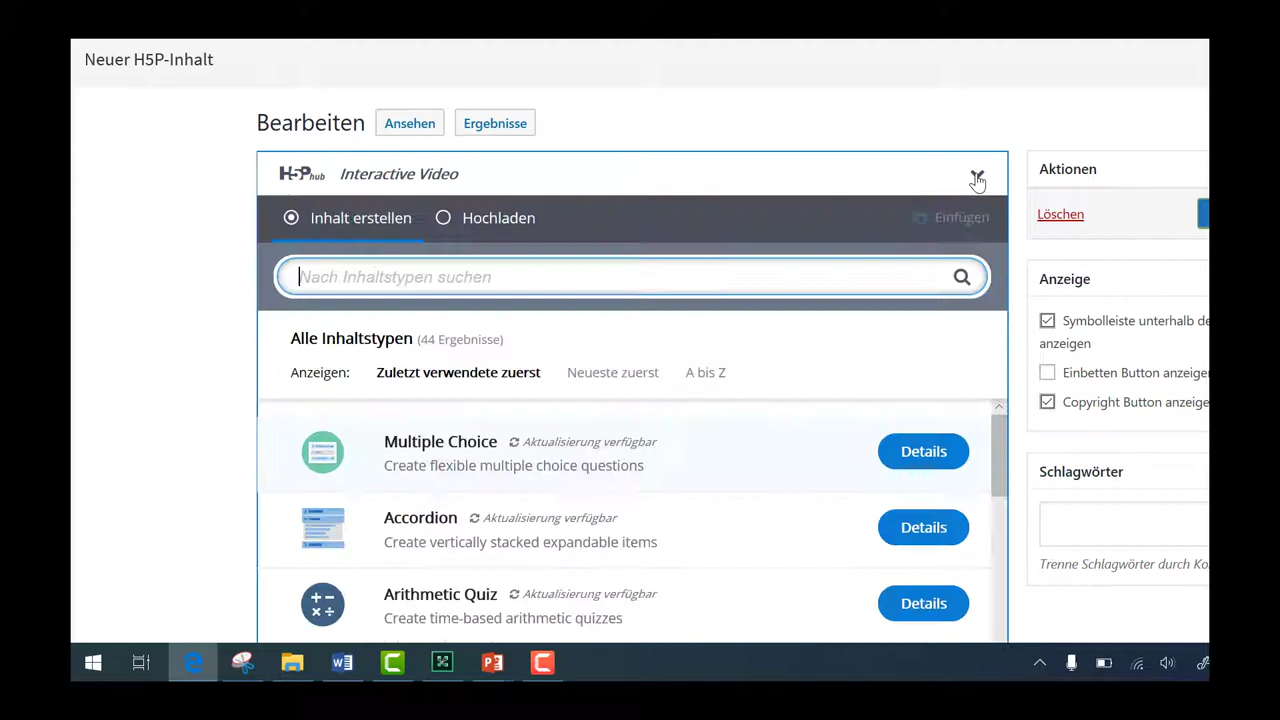 Neuer H5P-Inhalt
Bearbeiten Ansehen Ergebnisse
H5P hub Interactive Video
Inhalt erstellen Hochladen Einfügen
Nach Inhaltstypen suchen
Alle Inhaltstypen (44 Ergebnisse)
Anzeigen: Zuletzt verwendete zuerst Neueste zuerst A bis Z
Multiple Choice Aktualisierung verfügbar
Create flexible multiple choice questions
Details
Accordion Aktualisierung verfügbar
Create vertically stacked expandable items
Details
Arithmetic Quiz Aktualisierung verfügbar
Create time-based arithmetic quizzes
Details
Aktionen
Löschen
Anzeige
Symbolleiste unterhalb de
anzeigen
Einbetten Button anzeige
Copyright Button anzeige
Schlagwörter
Trenne Schlagwörter durch Ko